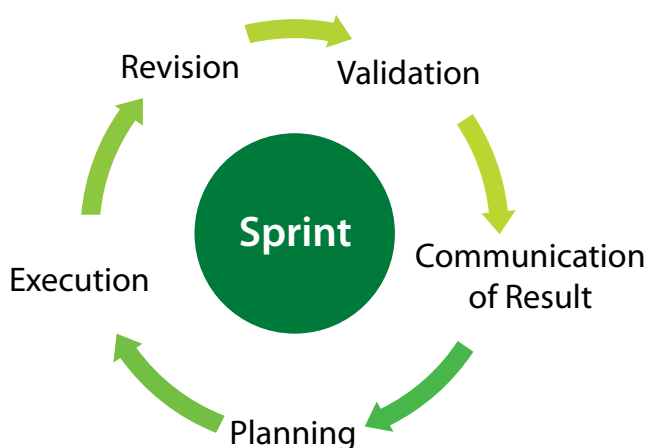 Revision
Validation
Sprint
Communication
of Result
Execution
Planning